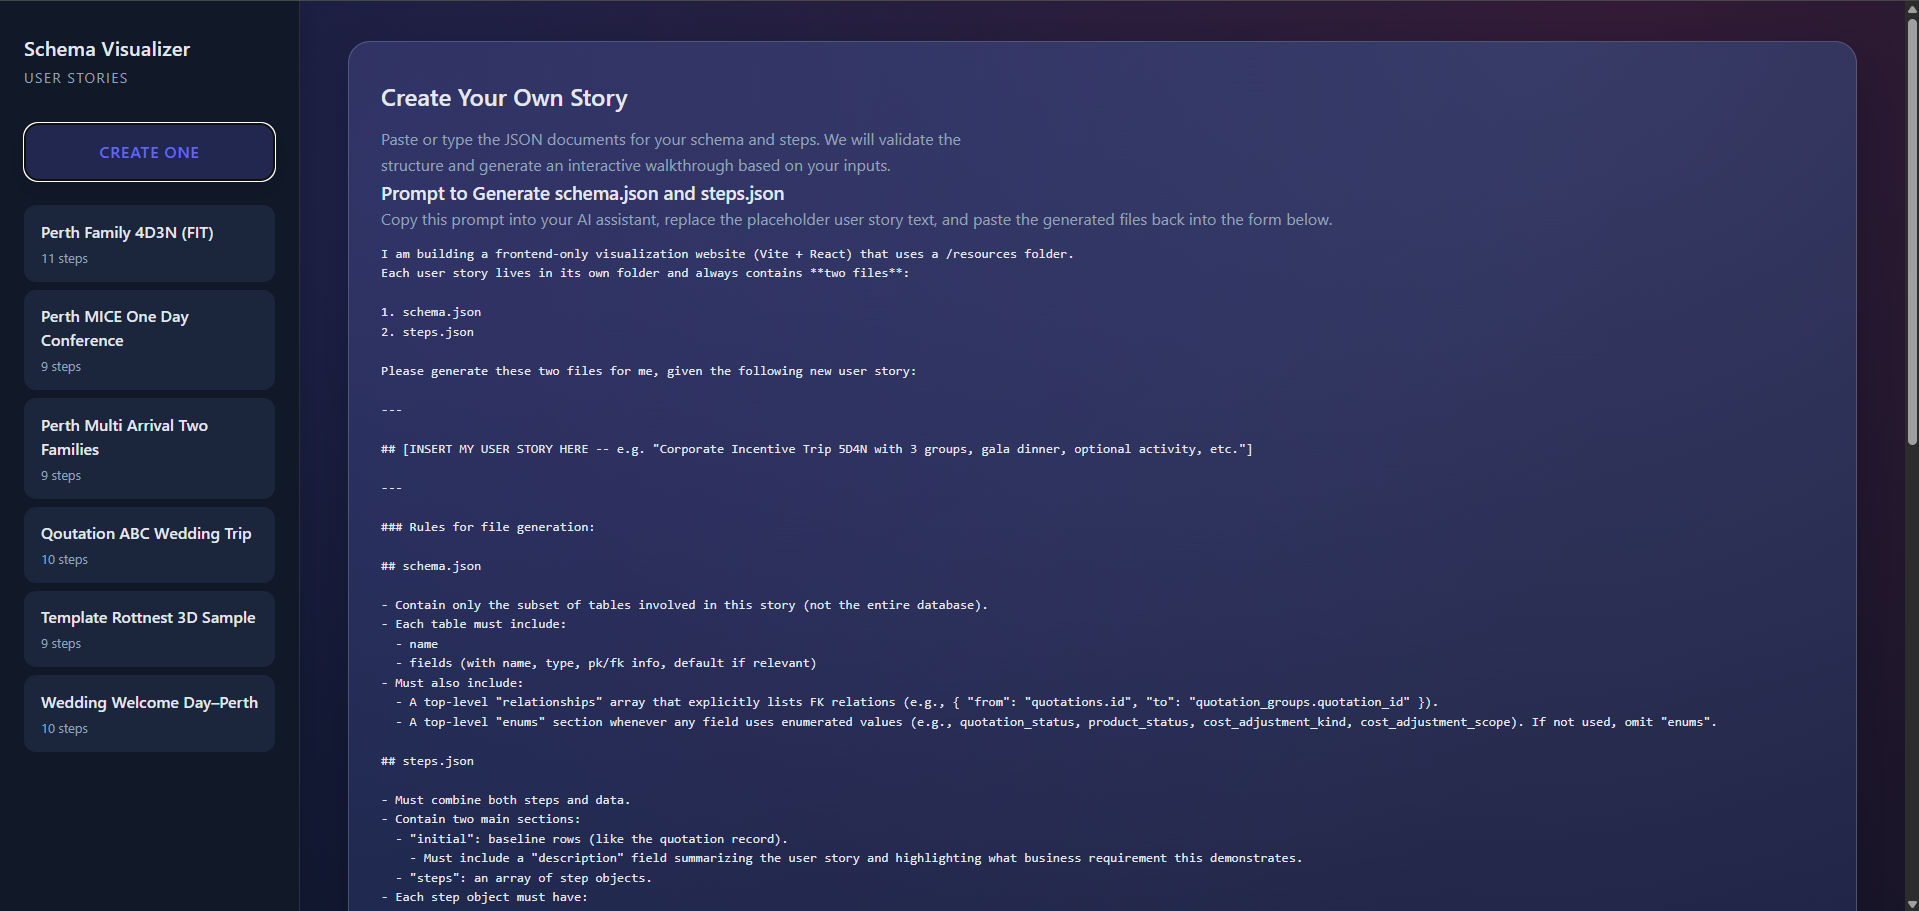 Schema Visualizer
USER STORIES
CREATE ONE
Perth Family 4D3N (FIT)
11 steps
Perth MICE One Day
Conference
9 steps
Perth Multi Arrival Two
Families
9 steps
Qoutation ABC Wedding Trip
10 steps
Template Rottnest 3D Sample
9 steps
Wedding Welcome Day–Perth
10 steps
Create Your Own Story
Paste or type the JSON documents for your schema and steps. We will validate the
structure and generate an interactive walkthrough based on your inputs.
Prompt to Generate schema.json and steps.json
Copy this prompt into your AI assistant, replace the placeholder user story text, and paste the generated files back into the form below.
I am building a frontend-only visualization website (Vite + React) that uses a /resources folder.
Each user story lives in its own folder and always contains **two files**:
1. schema.json
2. steps.json
Please generate these two files for me, given the following new user story:
---
## [INSERT MY USER STORY HERE -- e.g. "Corporate Incentive Trip 5D4N with 3 groups, gala dinner, optional activity, etc."]
---
### Rules for file generation:
## schema.json
- Contain only the subset of tables involved in this story (not the entire database).
- Each table must include:
  - name
  - fields (with name, type, pk/fk info, default if relevant)
- Must also include:
  - A top-level "relationships" array that explicitly lists FK relations (e.g., { "from": "quotations.id", "to": "quotation_groups.quotation_id" }).
  - A top-level "enums" section whenever any field uses enumerated values (e.g., quotation_status, product_status, cost_adjustment_kind, cost_adjustment_scope). If not used, omit "enums".
## steps.json
- Must combine both steps and data.
- Contain two main sections:
  - "initial": baseline rows (like the quotation record).
    - Must include a "description" field summarizing the user story and highlighting what business requirement this demonstrates.
  - "steps": an array of step objects.
- Each step object must have: